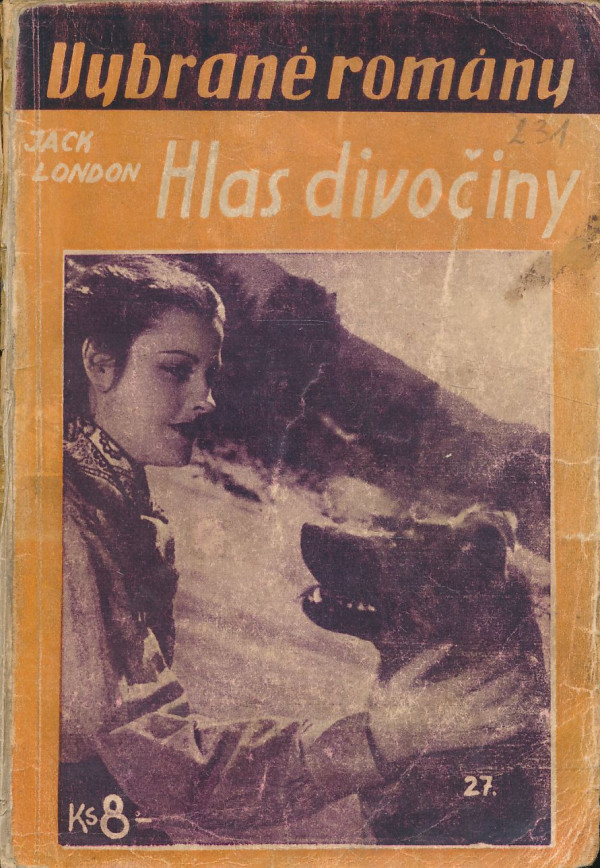 Vybrané romány
231
JACK
LONDON
Hlas divočiny
27.
Ks 8·-